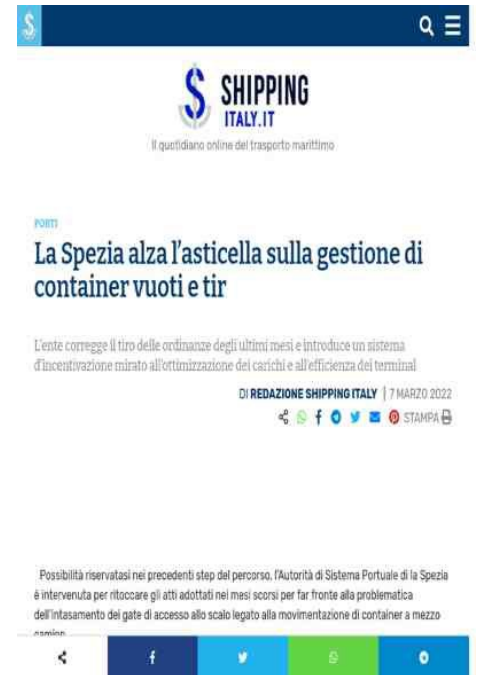 SHIPPING
ITALY.IT
Il quotidiano online del trasporto marittimo
PORTI
La Spezia alza l'asticella sulla gestione di
container vuoti e tir
L'ente corregge il tiro delle ordinanze degli ultimi mesi e introduce un sistema
d'incentivazione mirato all'ottimizzazione dei carichi e all'efficienza dei terminal
DI REDAZIONE SHIPPING ITALY | 7 MARZO 2022
STAMPA
Possibilità riservatasi nei precedenti step del percorso, l'Autorità di Sistema Portuale di la Spezia
è intervenuta per ritoccare gli atti adottati nei mesi scorsi per far fronte alla problematica
dell'intasamento dei gate di accesso allo scalo legato alla movimentazione di container a mezzo
camion